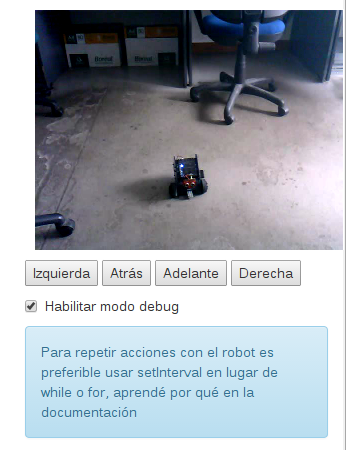 Izquierda Atrás Adelante Derecha
Habilitar modo debug
Para repetir acciones con el robot es
preferible usar setInterval en lugar de
while o for, aprendé por qué en la
documentación